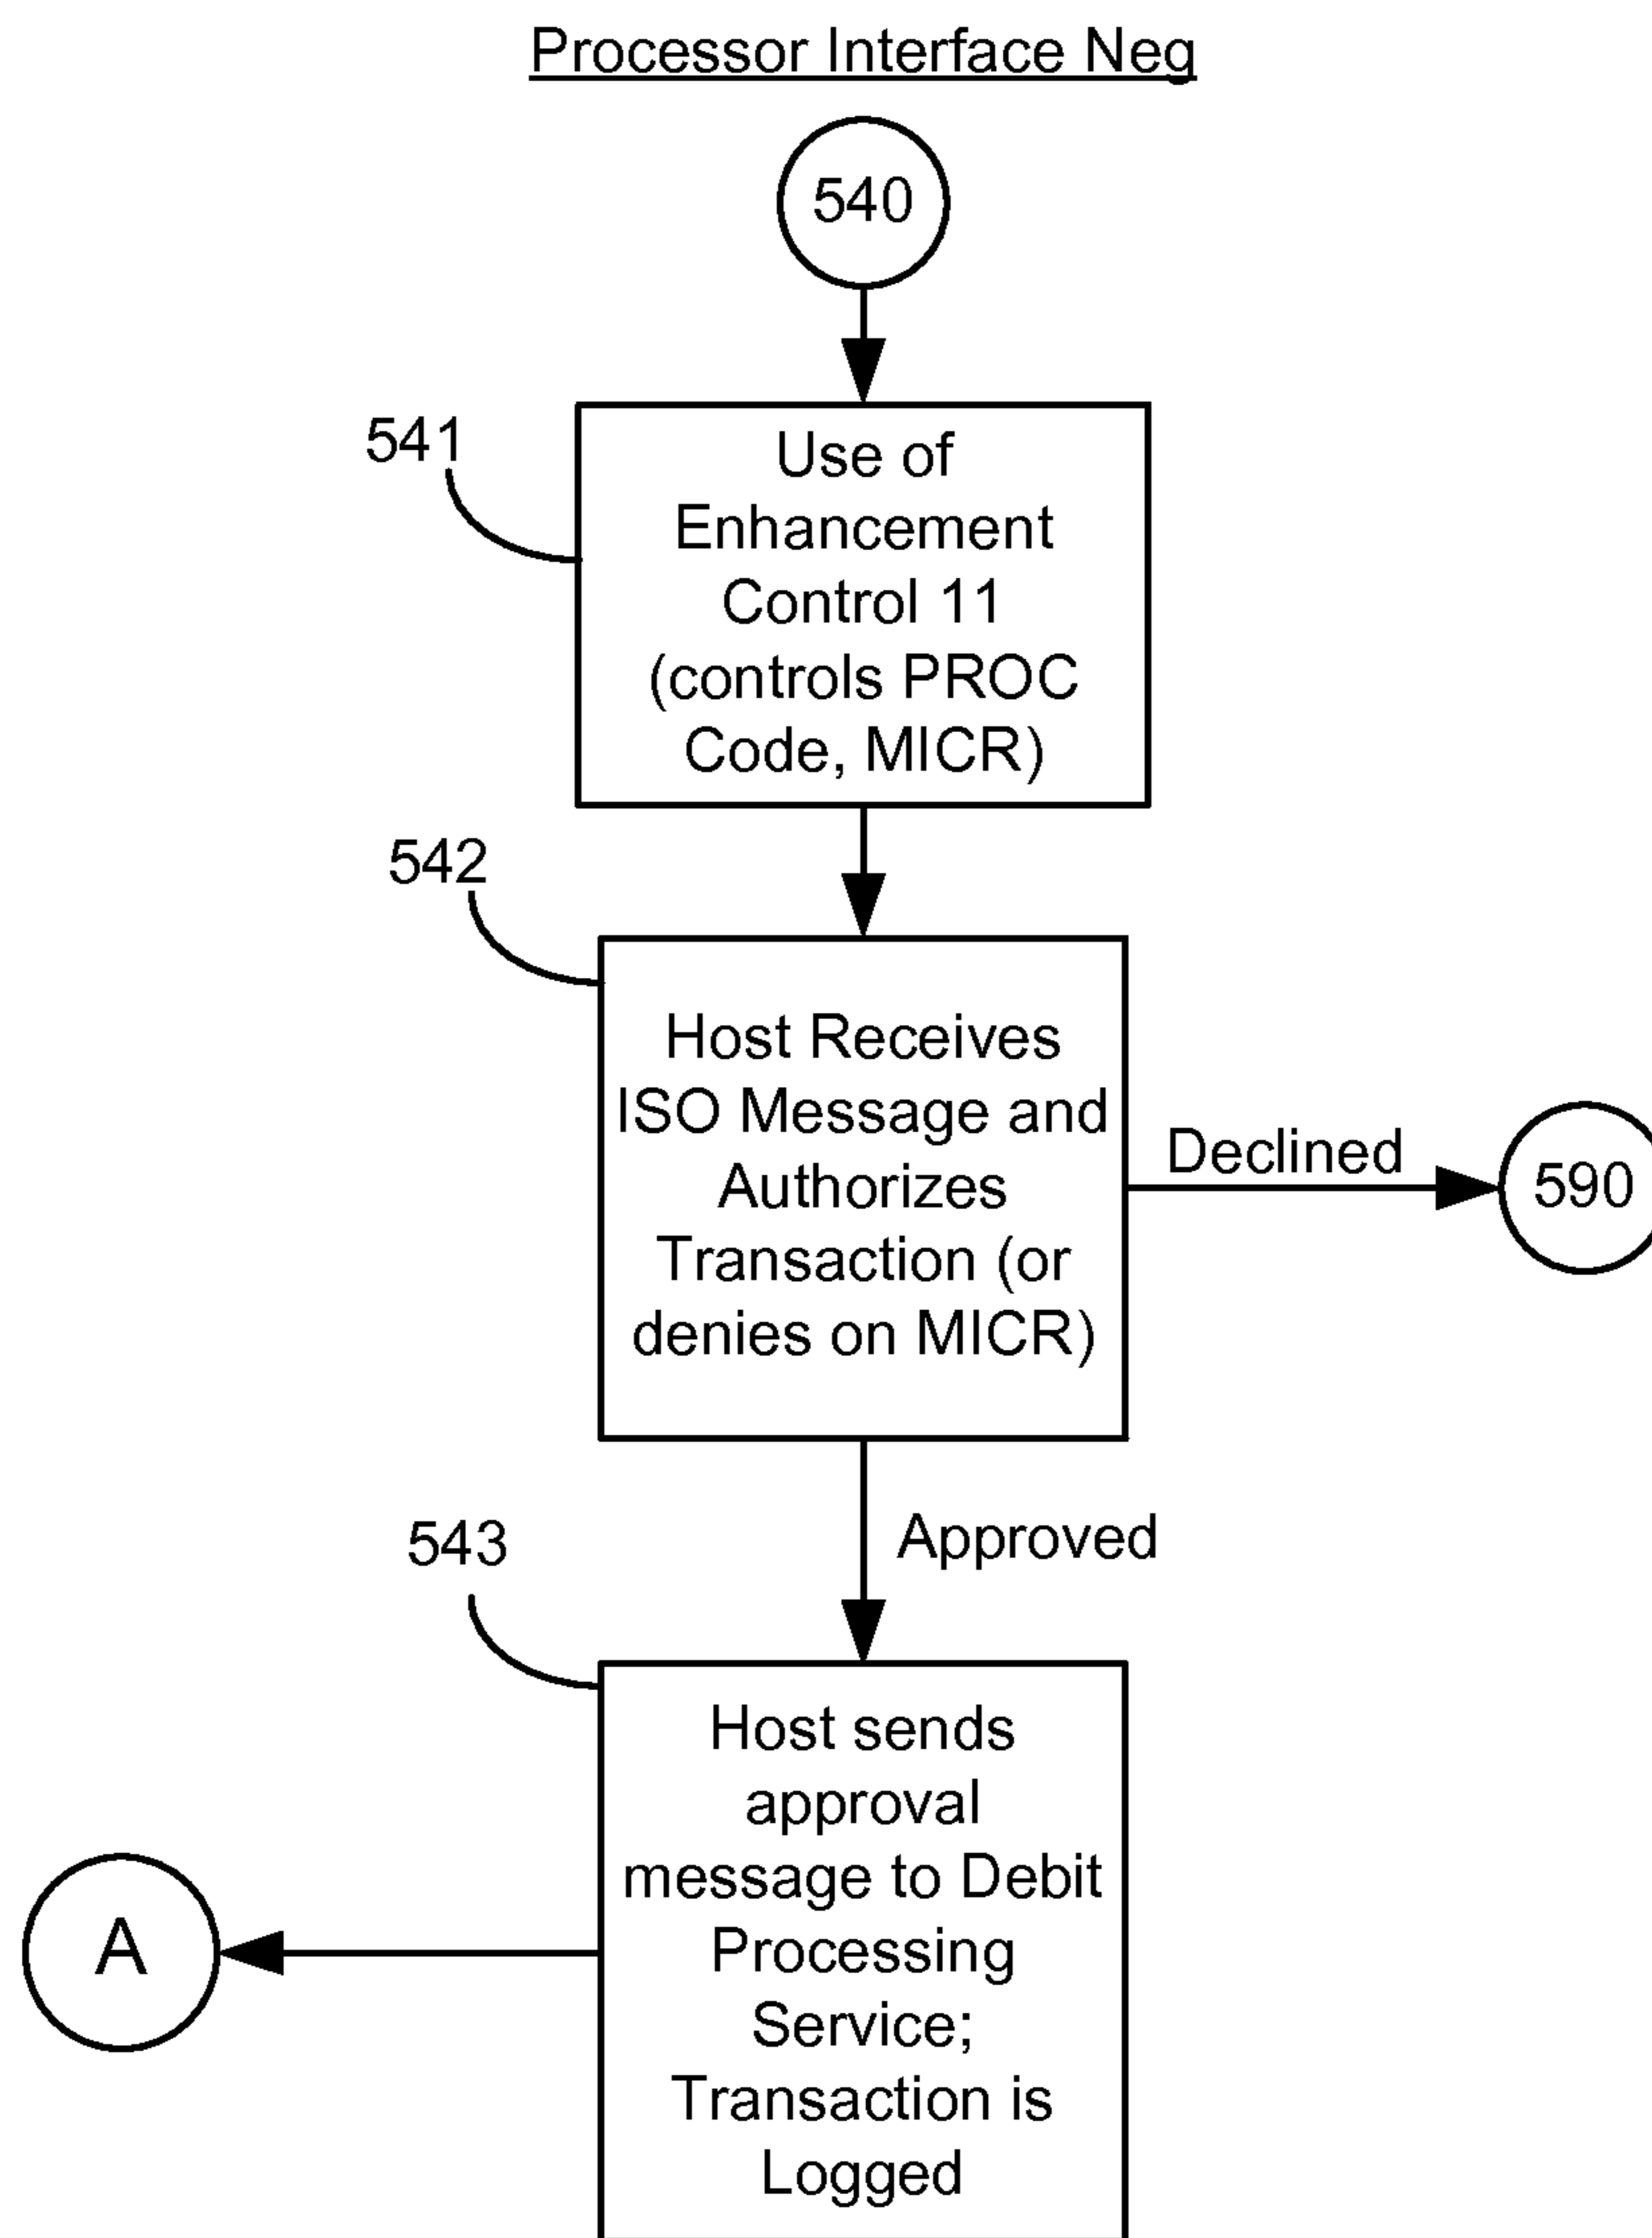 Processor Interface Neg
540
541
Use of
Enhancement
Control 11
(controls PROC
Code, MICR)
542
Host Receives
ISO Message and
Authorizes
Transaction (or
denies on MICR)
Declined
590
Approved
543
Host sends
approval
message to Debit
Processing
Service;
Transaction is
Logged
A